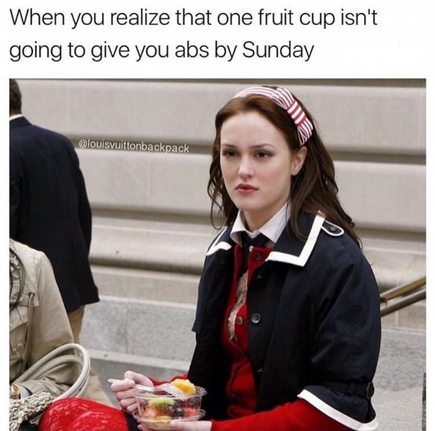 When you realize that one fruit cup isn't
going to give you abs by Sunday
@louisvuittonbackpack